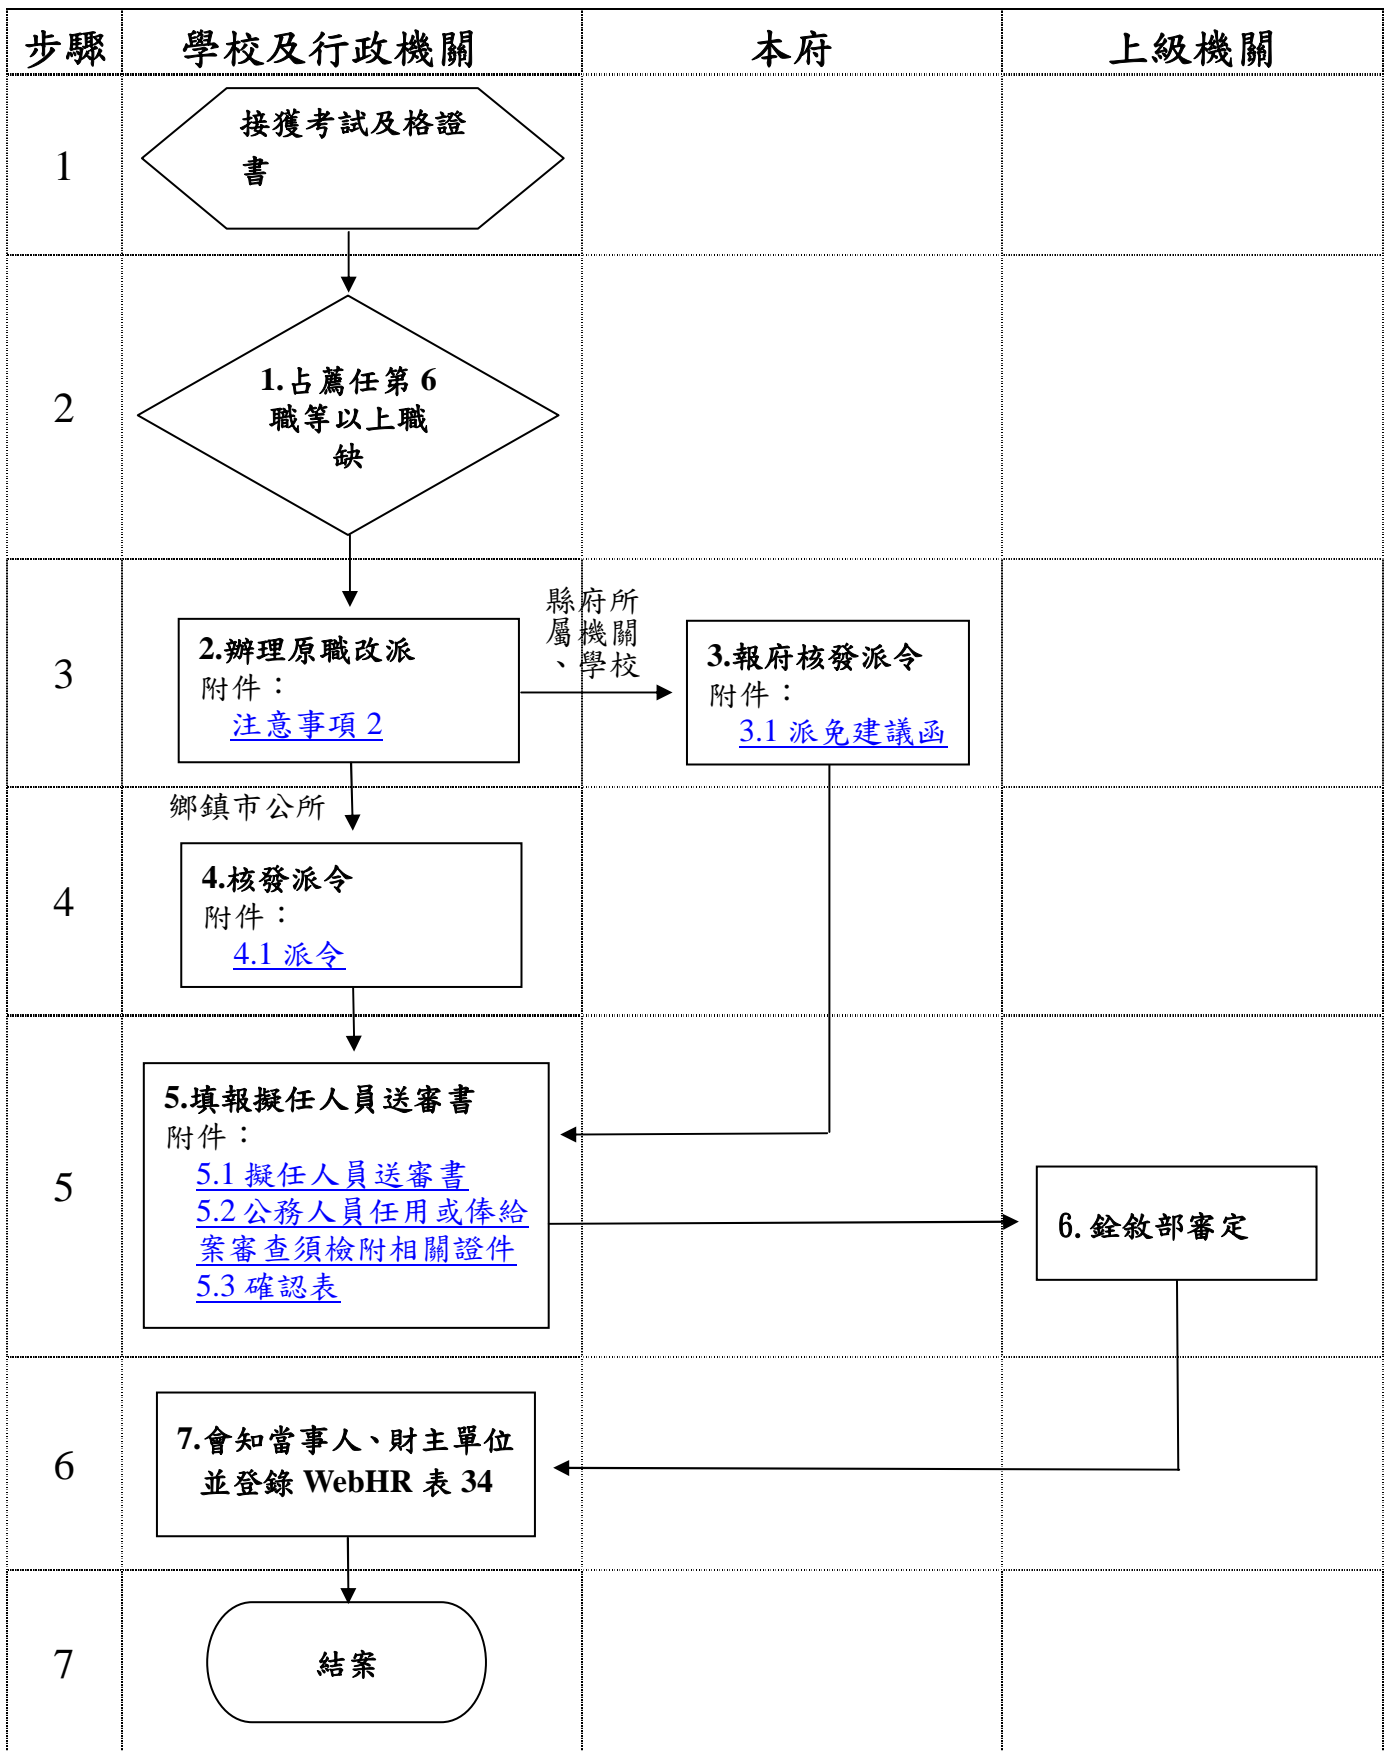 步驟 學校及行政機關 本府 上級機關
1
接獲考試及格證
書
2
1.占薦任第 6
職等以上職
缺
3
2.辦理原職改派
附件：
注意事項 2
縣府所
屬機關
、學校
3.報府核發派令
附件：
3.1 派免建議函
鄉鎮市公所
4
4.核發派令
附件：
4.1 派令
5
5.填報擬任人員送審書
附件：
5.1 擬任人員送審書
5.2 公務人員任用或俸給
案審查須檢附相關證件
5.3 確認表
6.銓敘部審定
6
7.會知當事人、財主單位
並登錄 WebHR 表 34
7
結案